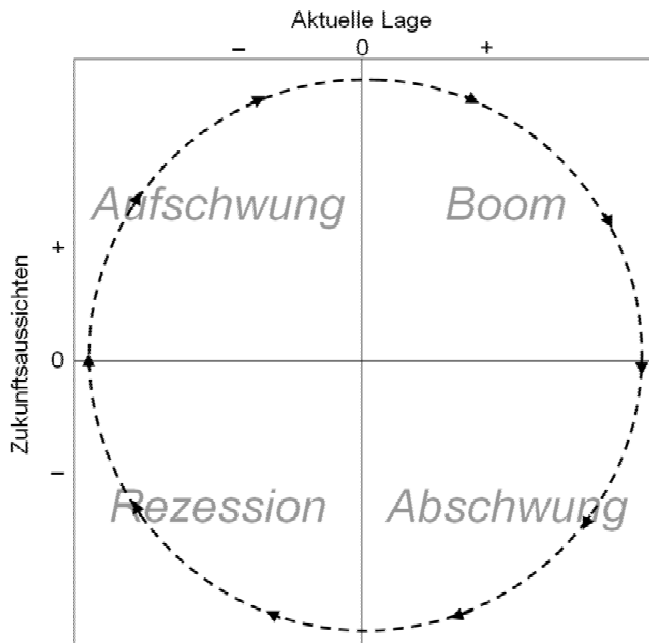 Aktuelle Lage
– 0 +
Aufschwung Boom
+
0
–
Zukunftsaussichten
Rezession Abschwung